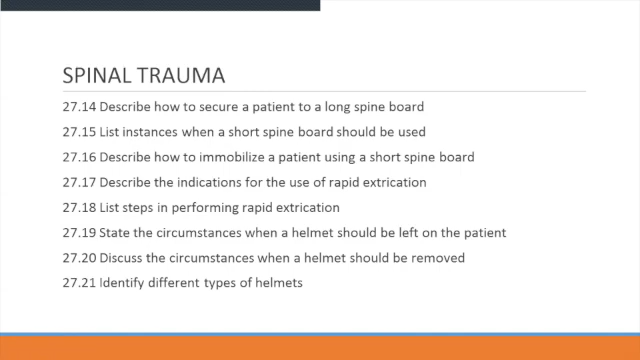 SPINAL TRAUMA
27.14 Describe how to secure a patient to a long spine board
27.15 List instances when a short spine board should be used
27.16 Describe how to immobilize a patient using a short spine board
27.17 Describe the indications for the use of rapid extrication
27.18 List steps in performing rapid extrication
27.19 State the circumstances when a helmet should be left on the patient
27.20 Discuss the circumstances when a helmet should be removed
27.21 Identify different types of helmets